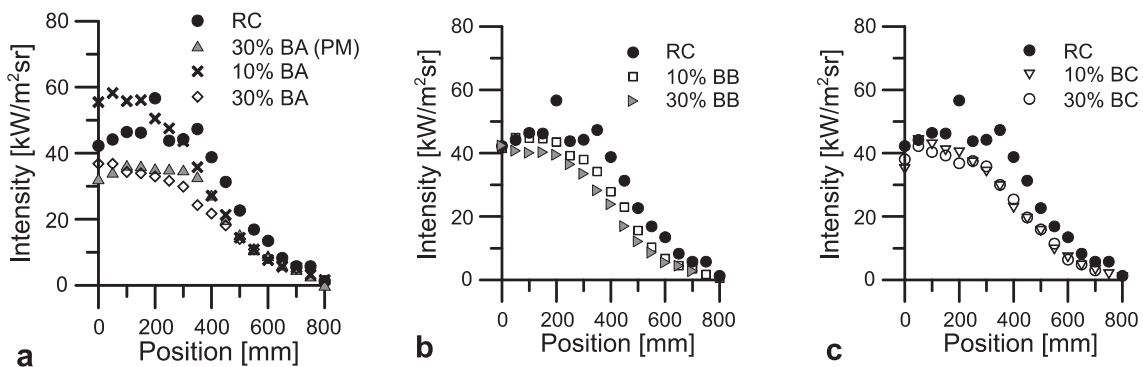 80
60
40
20
0
Intensity [kW/m²sr]
RC
30% BA (PM)
10% BA
30% BA
0 200 400 600 800
Position [mm]
a
80
60
40
20
0
Intensity [kW/m²sr]
RC
10% BB
30% BB
0 200 400 600 800
Position [mm]
b
80
60
40
20
0
Intensity [kW/m²sr]
RC
10% BC
30% BC
0 200 400 600 800
Position [mm]
c